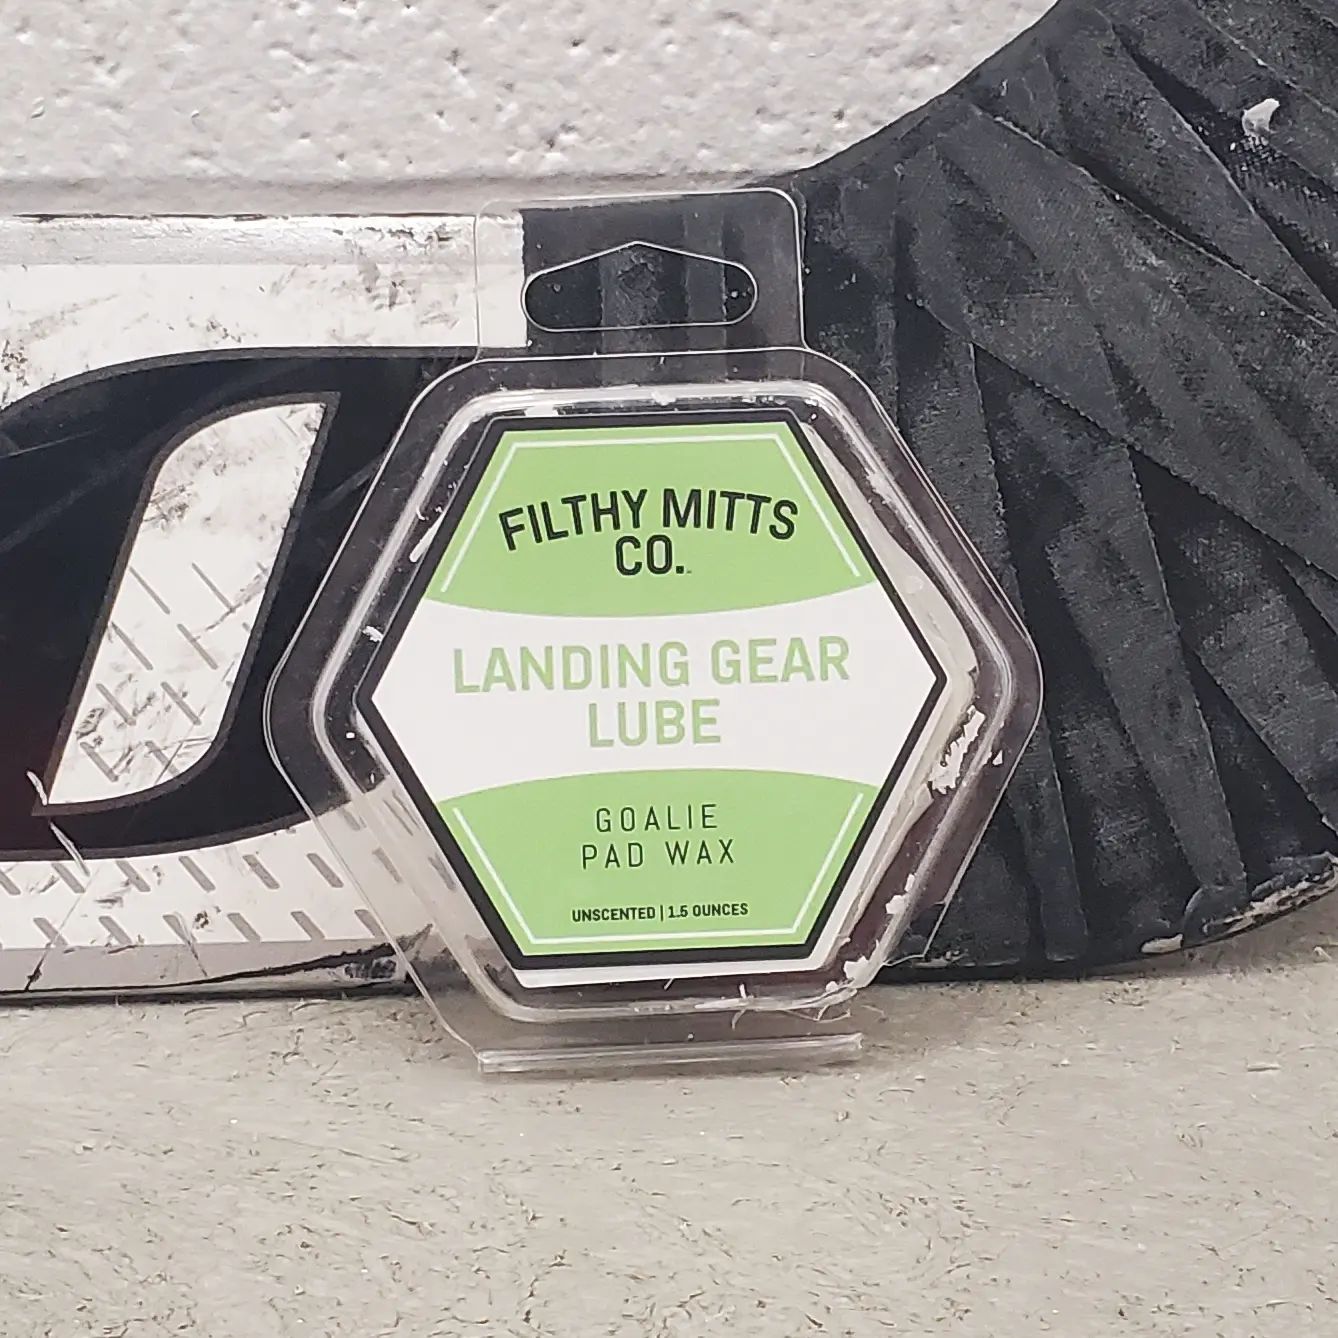 FILTHY MITTS
CO.
LANDING GEAR
LUBE
GOALIE
PAD WAX
UNSCENTED | 1.5 OUNCES